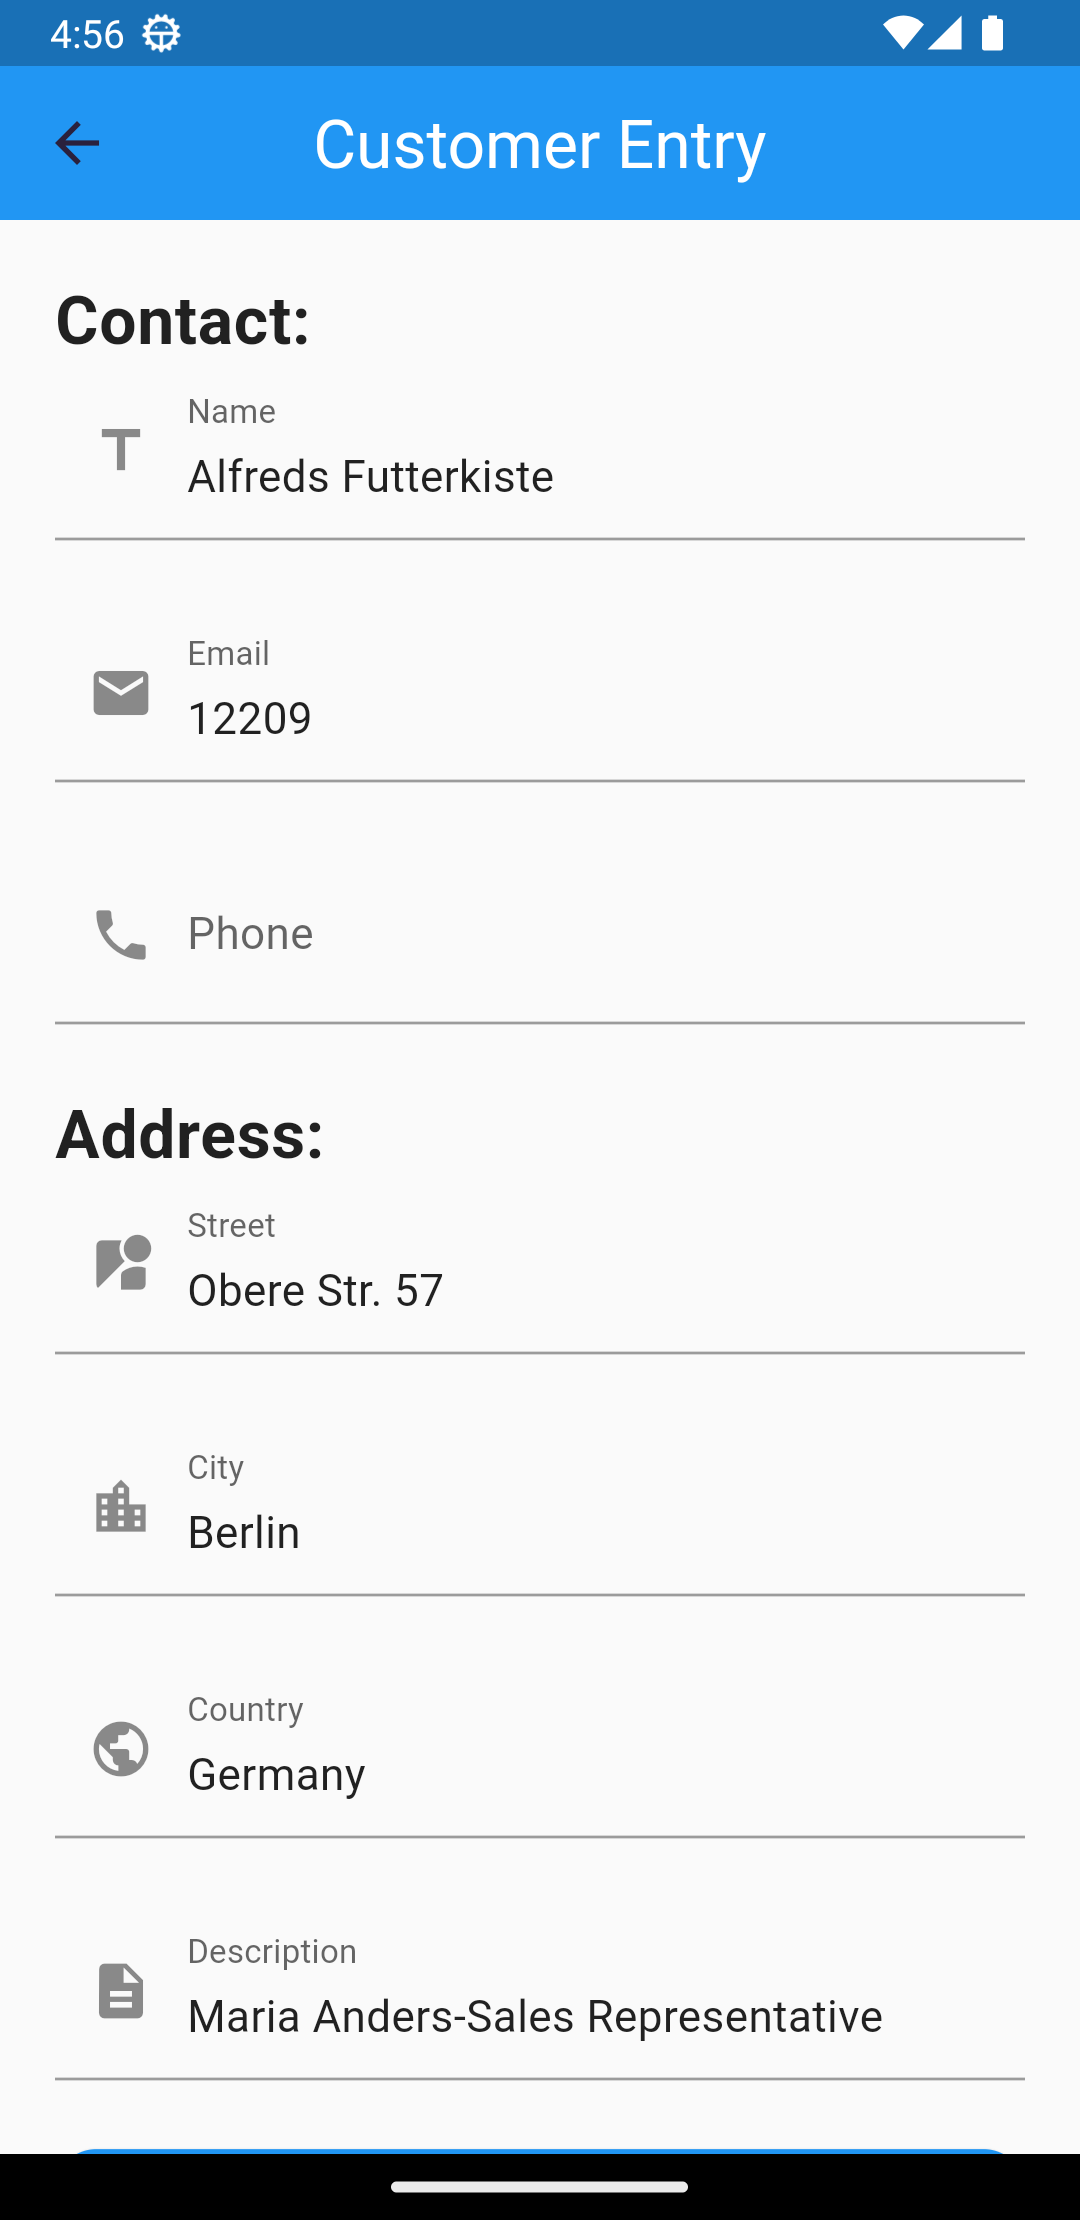 4:56
Customer Entry
Contact:
Name
Alfreds Futterkiste
Email
12209
Phone
Address:
Street
Obere Str. 57
City
Berlin
Country
Germany
Description
Maria Anders-Sales Representative